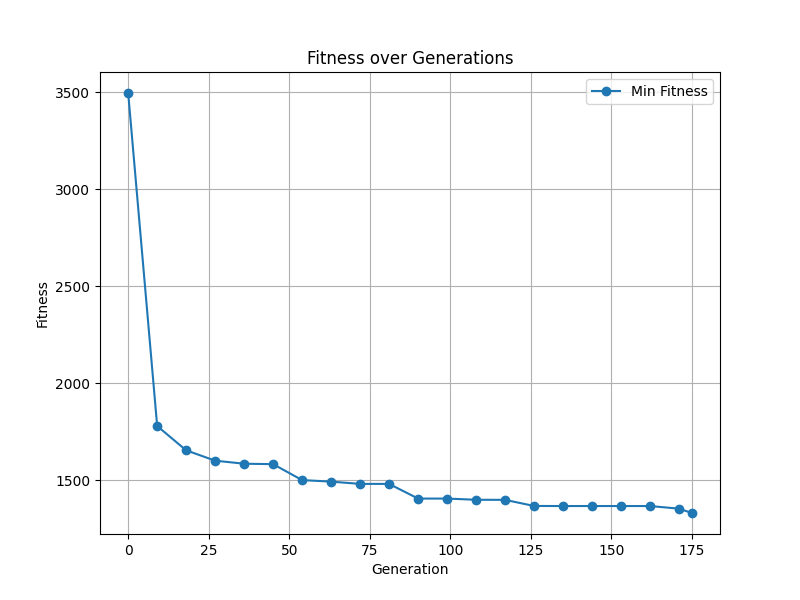 Fitness over Generations
Min Fitness
3500
3000
2500
2000
1500
Fitness
0 25 50 75 100 125 150 175
Generation